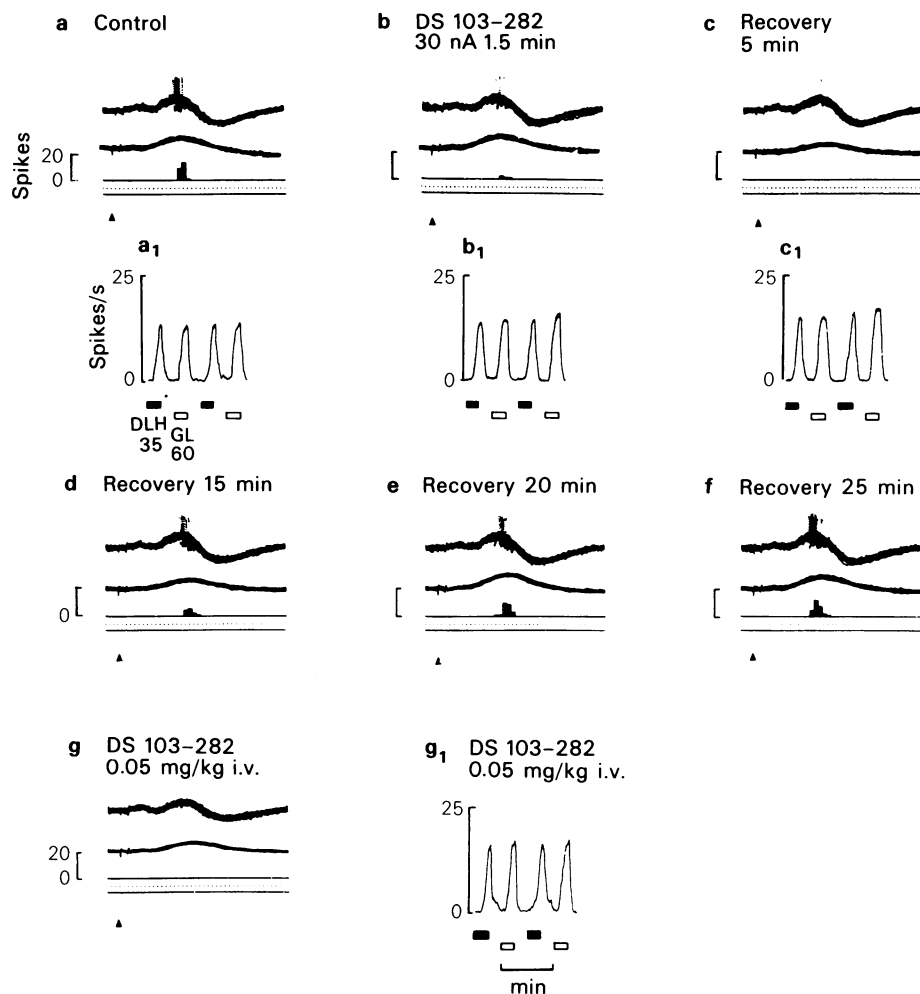 a Control
b DS 103–282
30 nA 1.5 min
c Recovery
5 min
Spikes
20
0
a1
b1
c1
Spikes/s
25
0
25
0
25
0
DLH
35
GL
60
d Recovery 15 min
e Recovery 20 min
f Recovery 25 min
0
g DS 103–282
0.05 mg/kg i.v.
g1 DS 103–282
0.05 mg/kg i.v.
20
0
25
0
min